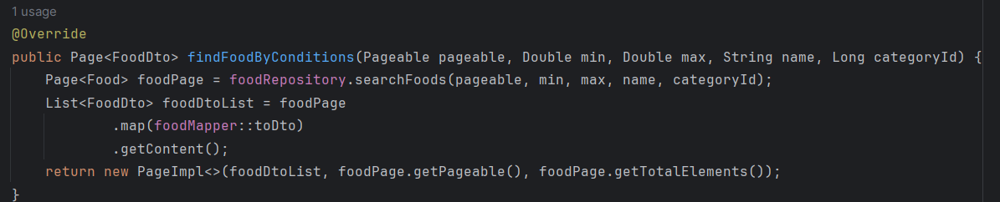 1 usage
@Override
public Page<FoodDto> findFoodByConditions(Pageable pageable, Double min, Double max, String name, Long categoryId) {
    Page<Food> foodPage = foodRepository.searchFoods(pageable, min, max, name, categoryId);
    List<FoodDto> foodDtoList = foodPage
            .map(foodMapper::toDto)
            .getContent();
    return new PageImpl<>(foodDtoList, foodPage.getPageable(), foodPage.getTotalElements());
}